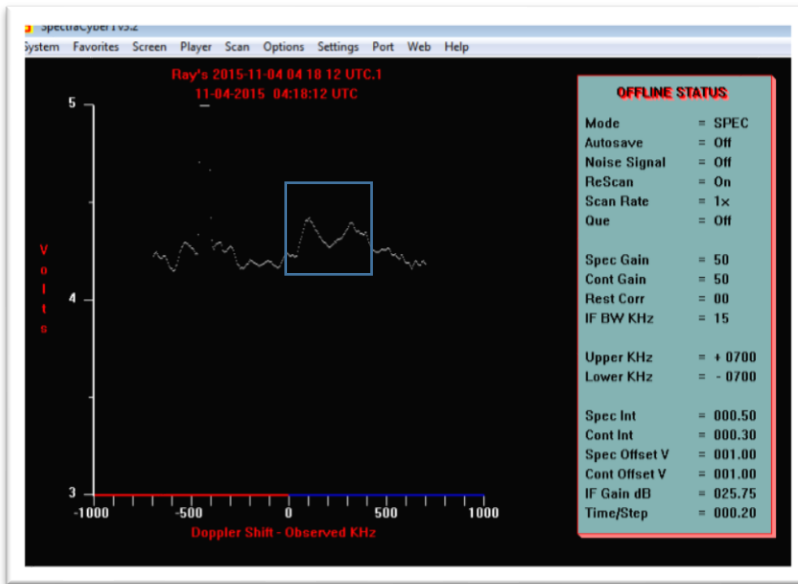 System Favorites Screen Player Scan Options Settings Port Web Help
Ray's 2015-11-04 04 18 12 UTC.1
11-04-2015 04:18:12 UTC
5
4
3
Volts
-1000 -500 0 500 1000
Doppler Shift - Observed KHz
OFFLINE STATUS
Mode = SPEC
Autosave = Off
Noise Signal = Off
ReScan = On
Scan Rate = 1x
Que = Off
Spec Gain = 50
Cont Gain = 50
Rest Corr = 00
IF BW KHz = 15
Upper KHz = + 0700
Lower KHz = - 0700
Spec Int = 000.50
Cont Int = 000.30
Spec Offset V = 001.00
Cont Offset V = 001.00
IF Gain dB = 025.75
Time/Step = 000.20